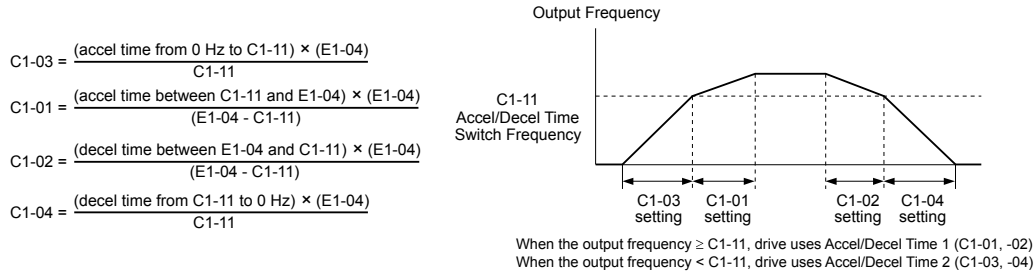 C1-03 = (accel time from 0 Hz to C1-11) × (E1-04)
C1-11
C1-01 = (accel time between C1-11 and E1-04) × (E1-04)
(E1-04 - C1-11)
C1-02 = (decel time between E1-04 and C1-11) × (E1-04)
(E1-04 - C1-11)
C1-04 = (decel time from C1-11 to 0 Hz) × (E1-04)
C1-11
Output Frequency
C1-11
Accel/Decel Time
Switch Frequency
C1-03
setting
C1-01
setting
C1-02
setting
C1-04
setting
When the output frequency ≥ C1-11, drive uses Accel/Decel Time 1 (C1-01, -02)
When the output frequency < C1-11, drive uses Accel/Decel Time 2 (C1-03, -04)